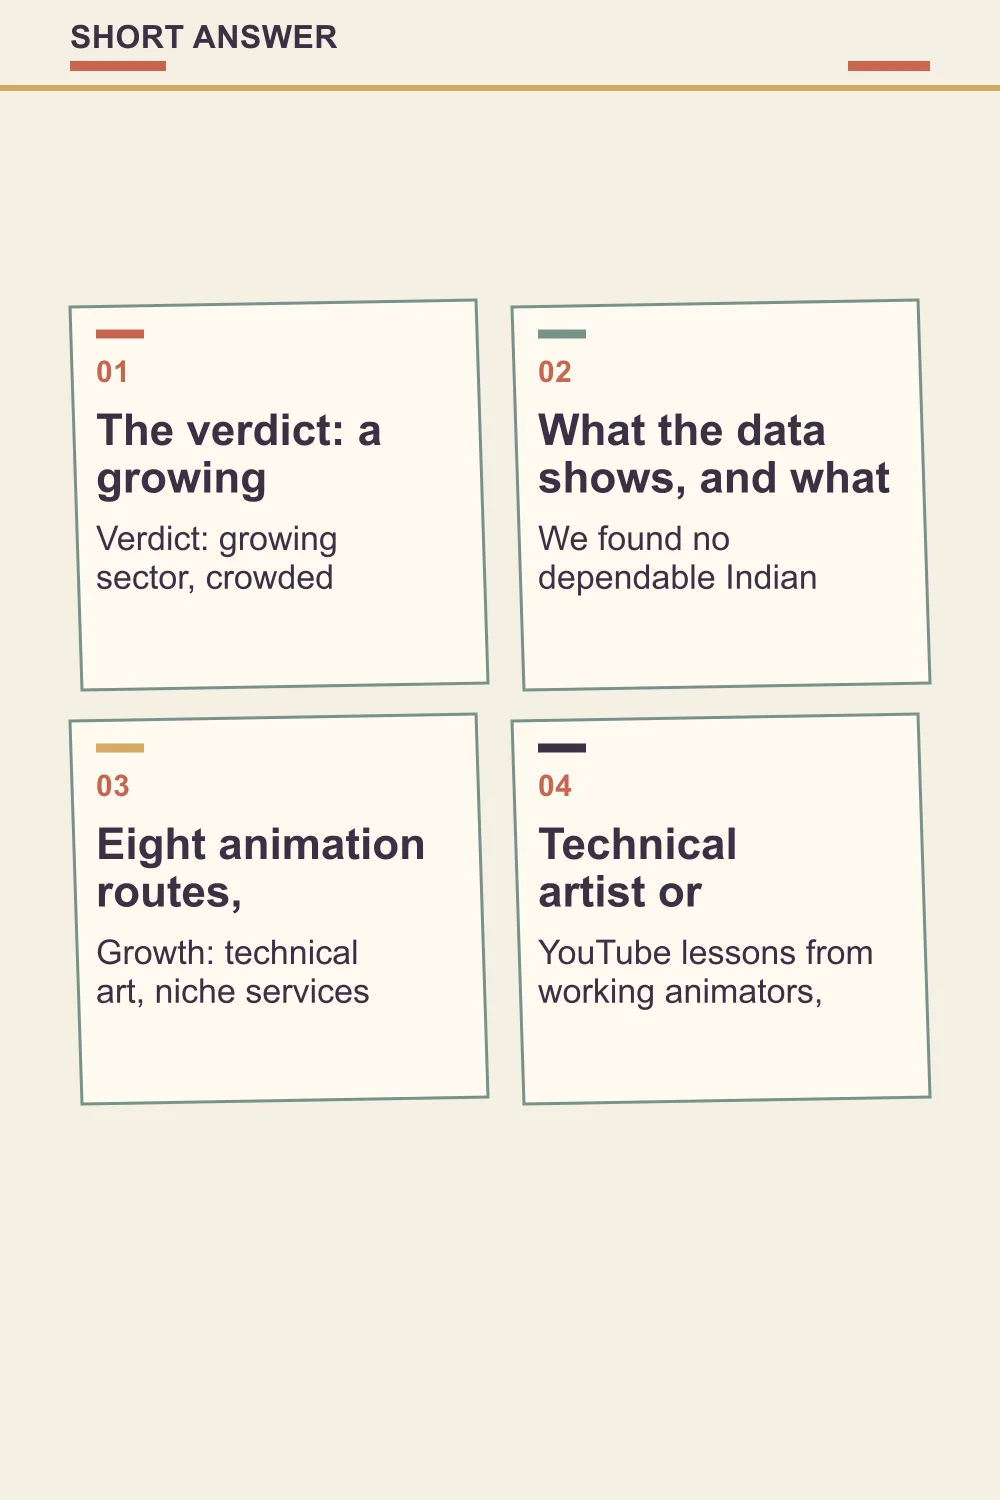 SHORT ANSWER
01
The verdict: a
growing
Verdict: growing
sector, crowded
02
What the data
shows, and what
We found no
dependable Indian
03
Eight animation
routes,
Growth: technical
art, niche services
04
Technical
artist or
YouTube lessons from
working animators,